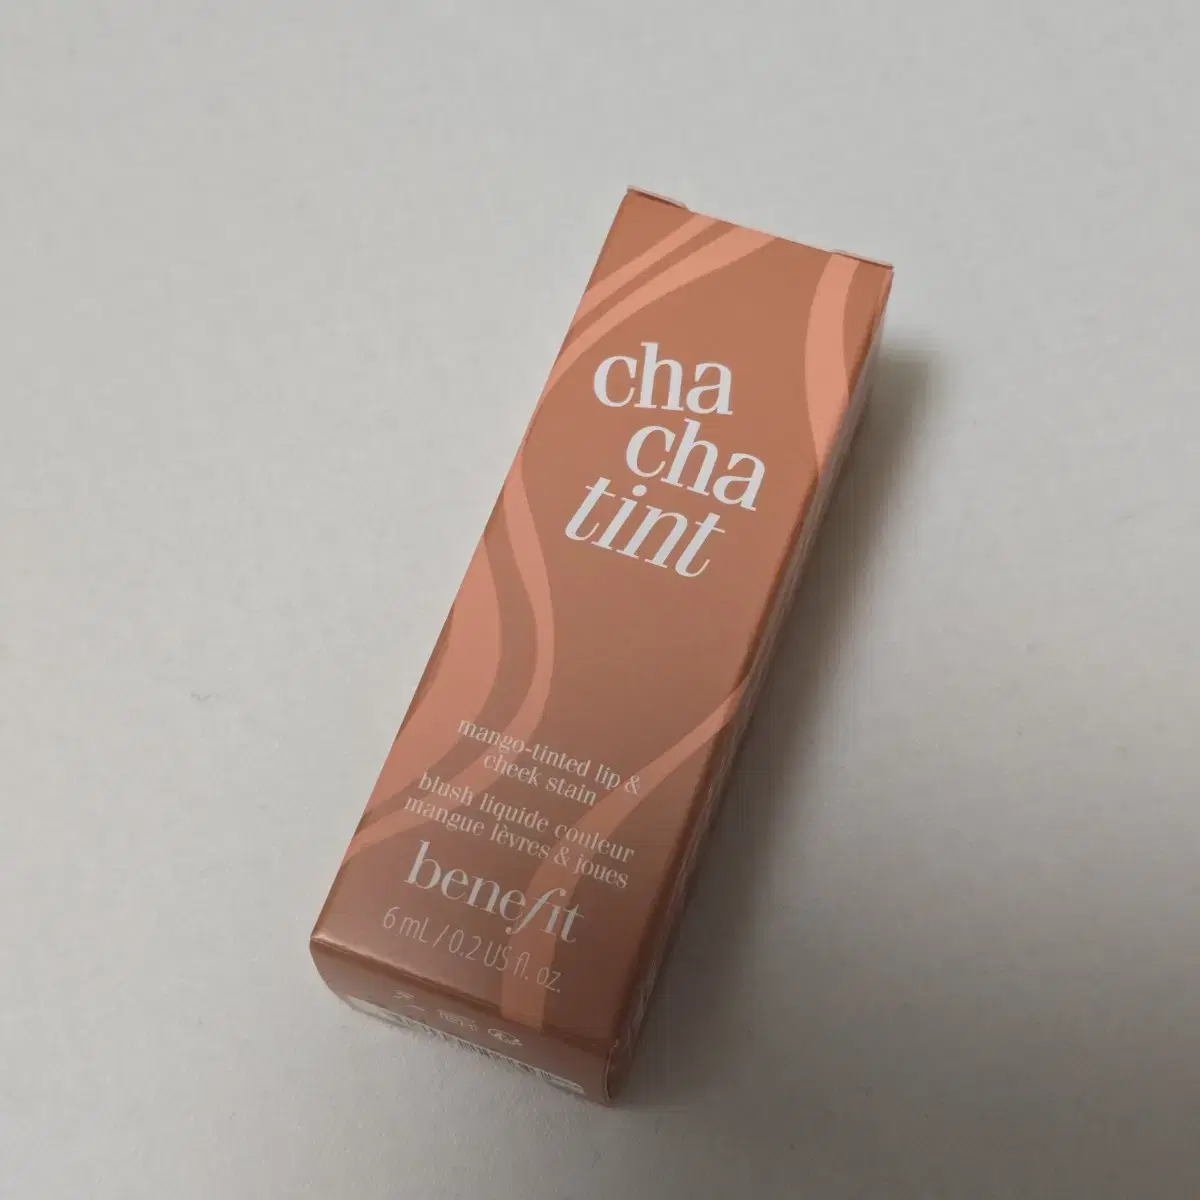 cha
cha
tint
mango-tinted lip &
cheek stain
blush liquide couleur
mangue lèvres & joues
benefit
6 mL / 0.2 US fl. oz.